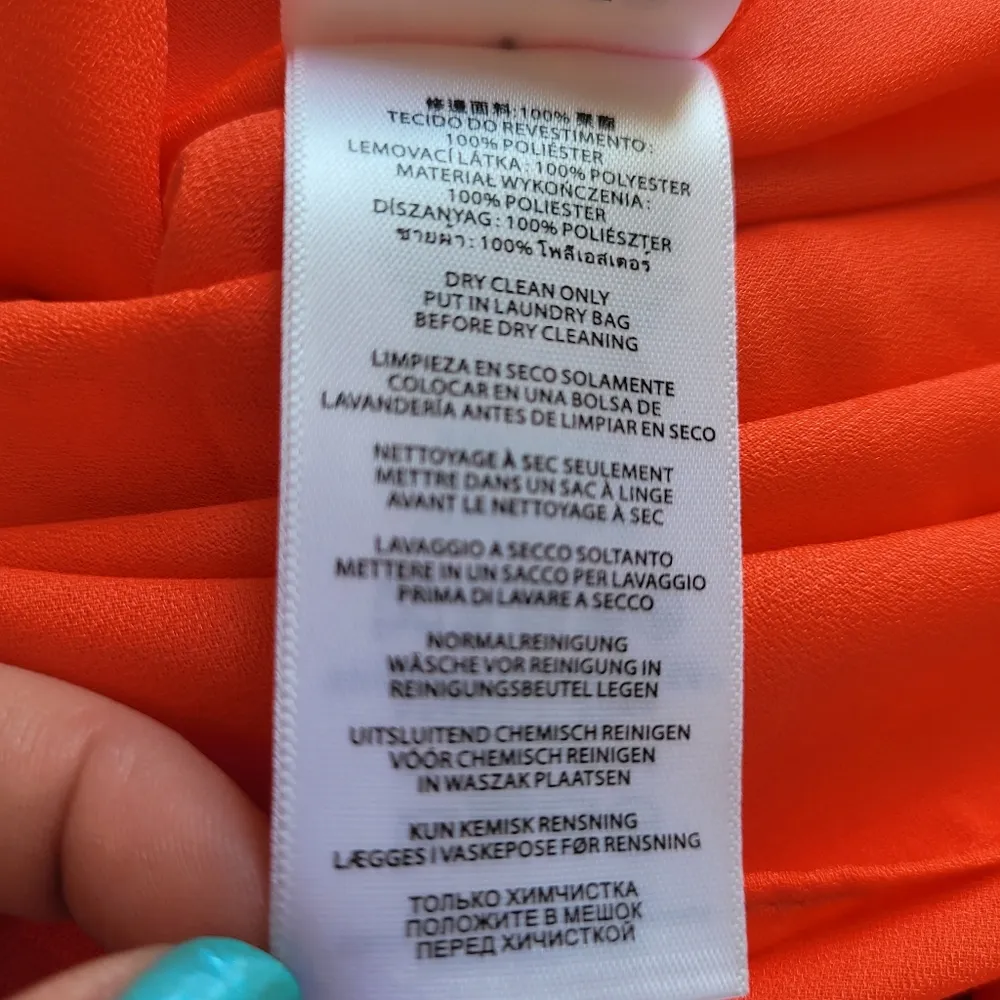 修邊面料:100% 聚酯
TECIDO DO REVESTIMENTO:
100% POLIÉSTER
LEMOVACÍ LÁTKA: 100% POLYESTER
MATERIAŁ WYKOŃCZENIA:
100% POLIESTER
DÍSZANYAG: 100% POLIÉSZTER
ชายผ้า: 100% โพลีเอสเตอร์
DRY CLEAN ONLY
PUT IN LAUNDRY BAG
BEFORE DRY CLEANING
LIMPIEZA EN SECO SOLAMENTE
COLOCAR EN UNA BOLSA DE
LAVANDERÍA ANTES DE LIMPIAR EN SECO
NETTOYAGE À SEC SEULEMENT
METTRE DANS UN SAC À LINGE
AVANT LE NETTOYAGE À SEC
LAVAGGIO A SECCO SOLTANTO
METTERE IN UN SACCO PER LAVAGGIO
PRIMA DI LAVARE A SECCO
NORMALREINIGUNG
WÄSCHE VOR REINIGUNG IN
REINIGUNGSBEUTEL LEGEN
UITSLUITEND CHEMISCH REINIGEN
VÓÓR CHEMISCH REINIGEN
IN WASZAK PLAATSEN
KUN KEMISK RENSNING
LÆGGES I VASKEPOSE FØR RENSNING
ТОЛЬКО ХИМЧИСТКА
ПОЛОЖИТЕ В МЕШОК
ПЕРЕД ХИЧИСТКОЙ